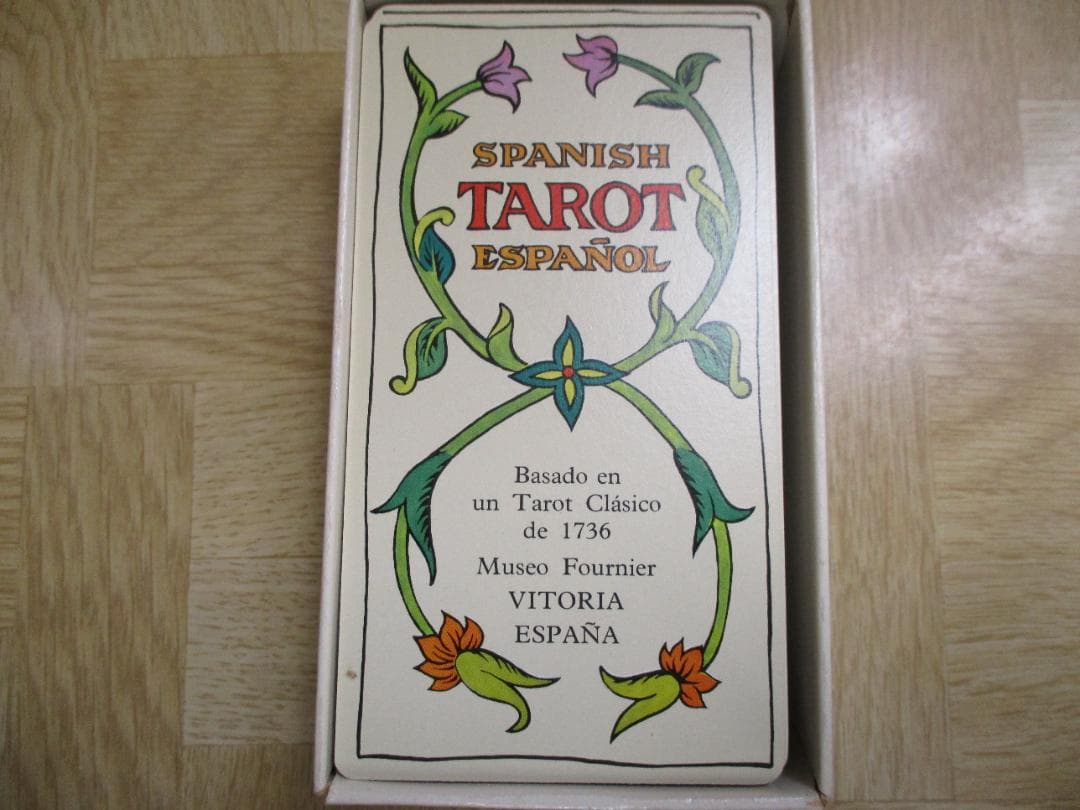 SPANISH
TAROT
ESPAÑOL
Basado en
un Tarot Clásico
de 1736
Museo Fournier
VITORIA
ESPAÑA